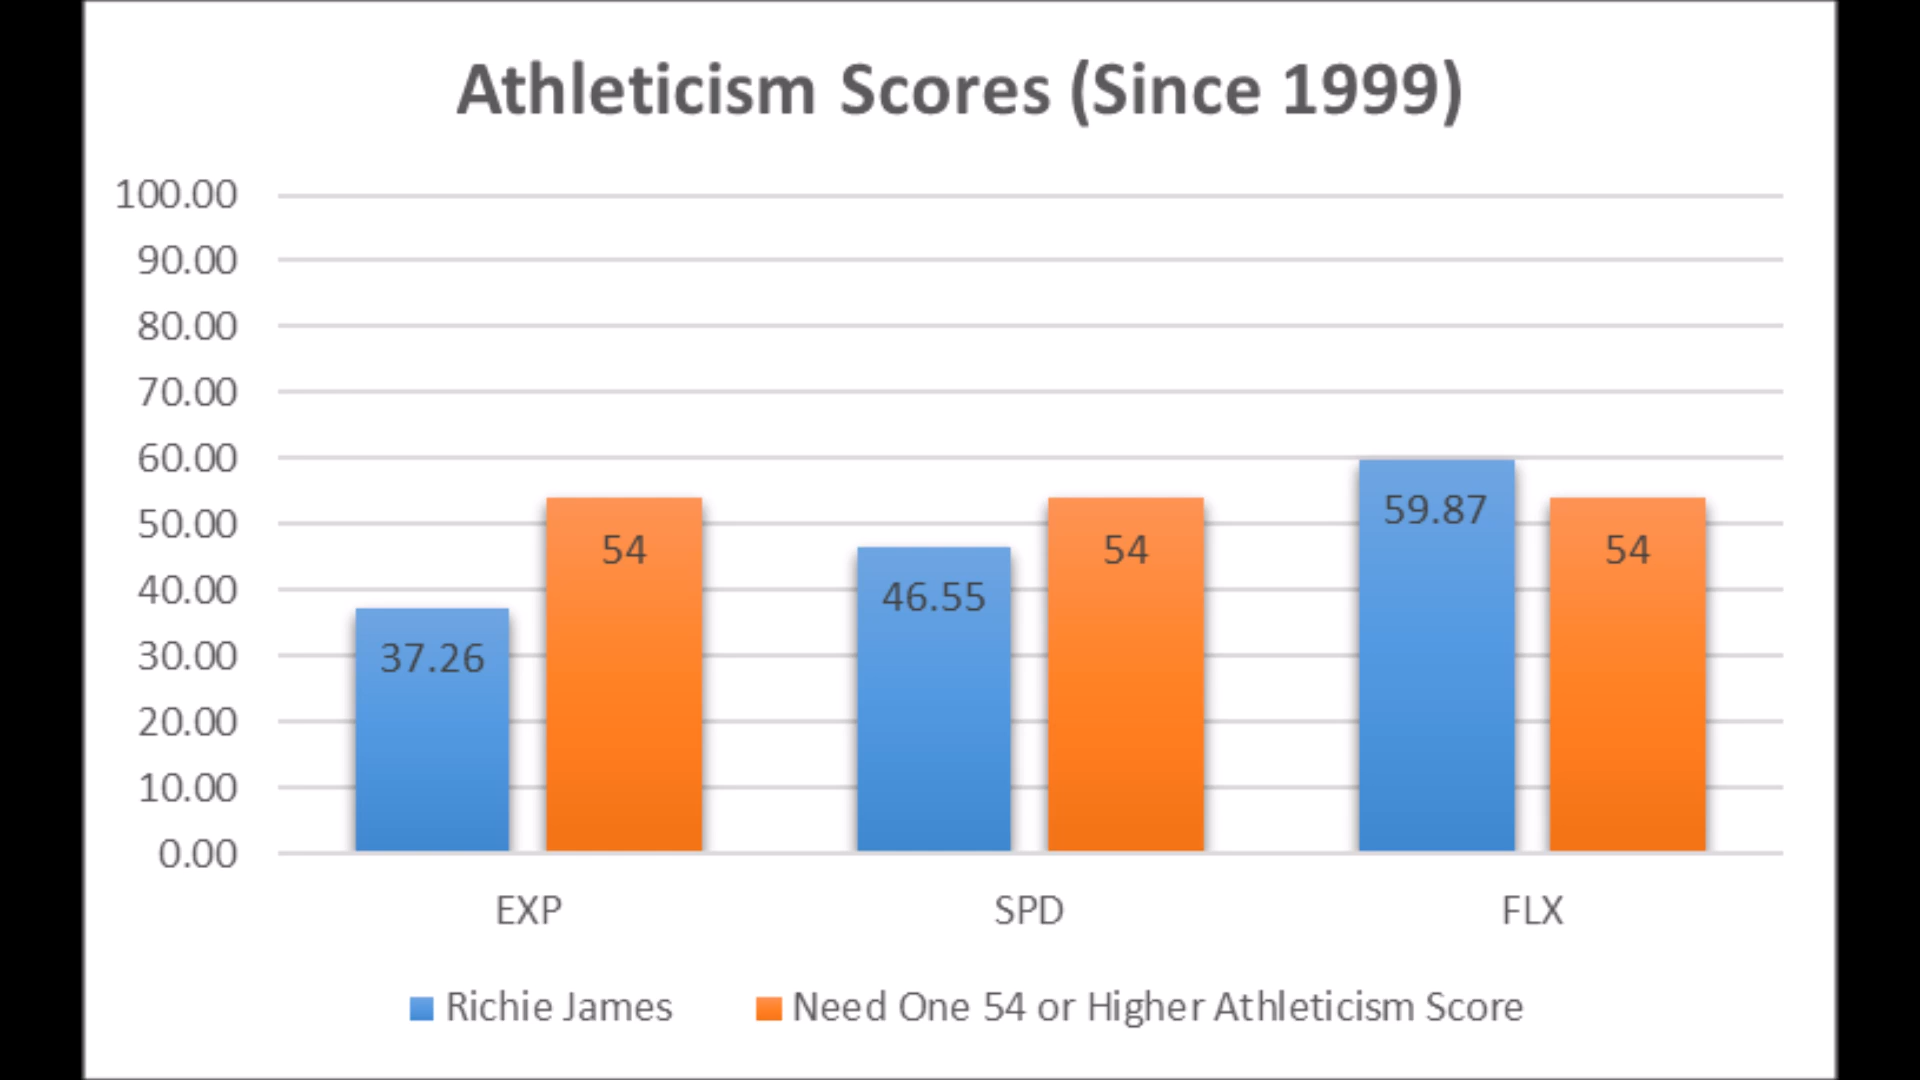 Athleticism Scores (Since 1999)
100.00
90.00
80.00
70.00
60.00
50.00
40.00
30.00
20.00
10.00
0.00
37.26
54
46.55
54
59.87
54
EXP
SPD
FLX
Richie James
Need One 54 or Higher Athleticism Score